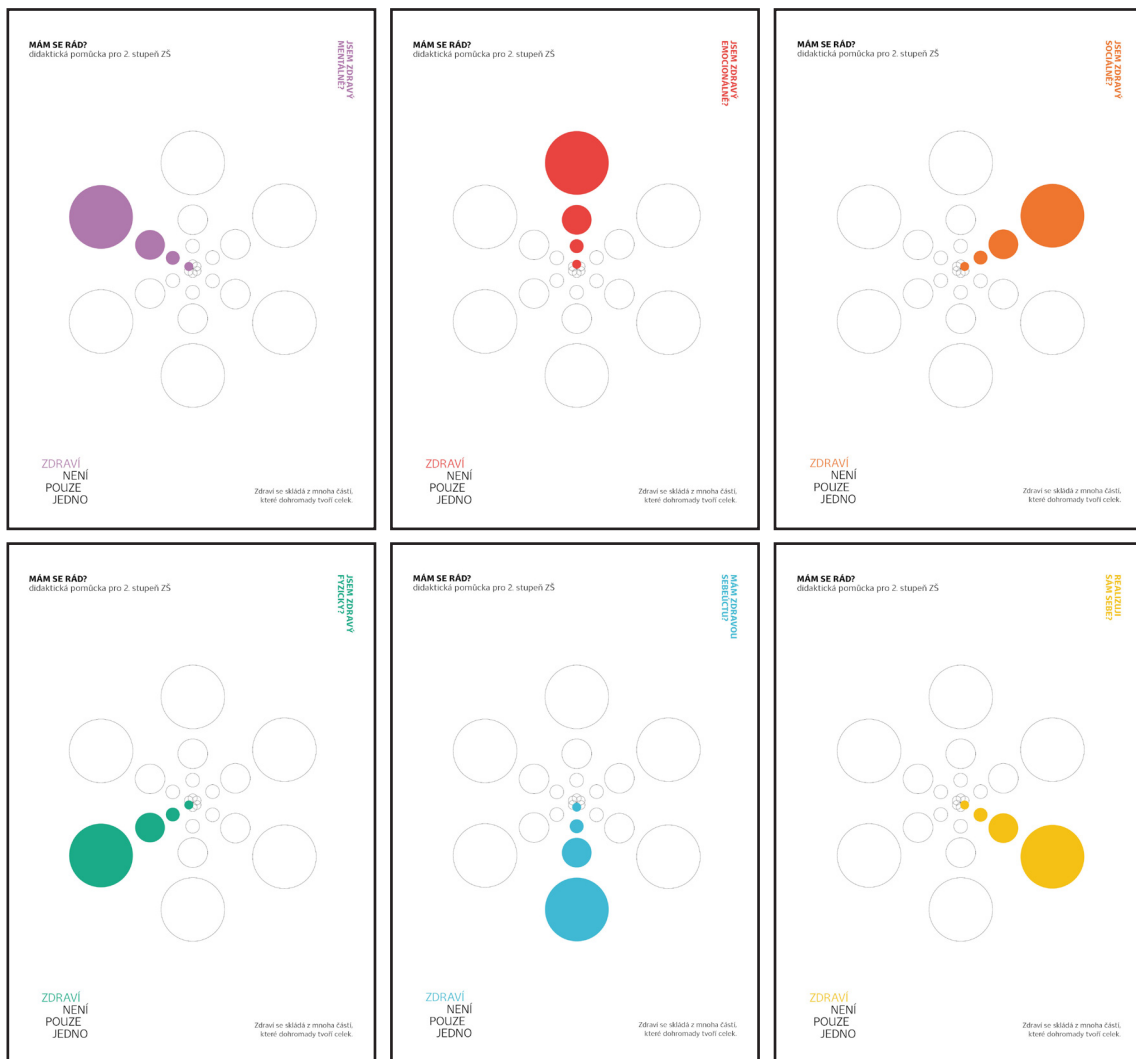 MÁM SE RÁD?
didaktická pomůcka pro 2. stupeň ZŠ
JSEM ZDRAVÝ
MENTÁLNĚ?
ZDRAVÍ
NENÍ
POUZE
JEDNO
Zdraví se skládá z mnoha částí,
které dohromady tvoří celek.
MÁM SE RÁD?
didaktická pomůcka pro 2. stupeň ZŠ
JSEM ZDRAVÝ
EMOCIONÁLNĚ?
ZDRAVÍ
NENÍ
POUZE
JEDNO
Zdraví se skládá z mnoha částí,
které dohromady tvoří celek.
MÁM SE RÁD?
didaktická pomůcka pro 2. stupeň ZŠ
JSEM ZDRAVÝ
SOCIÁLNĚ?
ZDRAVÍ
NENÍ
POUZE
JEDNO
Zdraví se skládá z mnoha částí,
které dohromady tvoří celek.
MÁM SE RÁD?
didaktická pomůcka pro 2. stupeň ZŠ
JSEM ZDRAVÝ
FYZICKY?
ZDRAVÍ
NENÍ
POUZE
JEDNO
Zdraví se skládá z mnoha částí,
které dohromady tvoří celek.
MÁM SE RÁD?
didaktická pomůcka pro 2. stupeň ZŠ
MÁM ZDRAVOU
SEBEÚCTU?
ZDRAVÍ
NENÍ
POUZE
JEDNO
Zdraví se skládá z mnoha částí,
které dohromady tvoří celek.
MÁM SE RÁD?
didaktická pomůcka pro 2. stupeň ZŠ
REALIZUJI
SÁM SEBE?
ZDRAVÍ
NENÍ
POUZE
JEDNO
Zdraví se skládá z mnoha částí,
které dohromady tvoří celek.